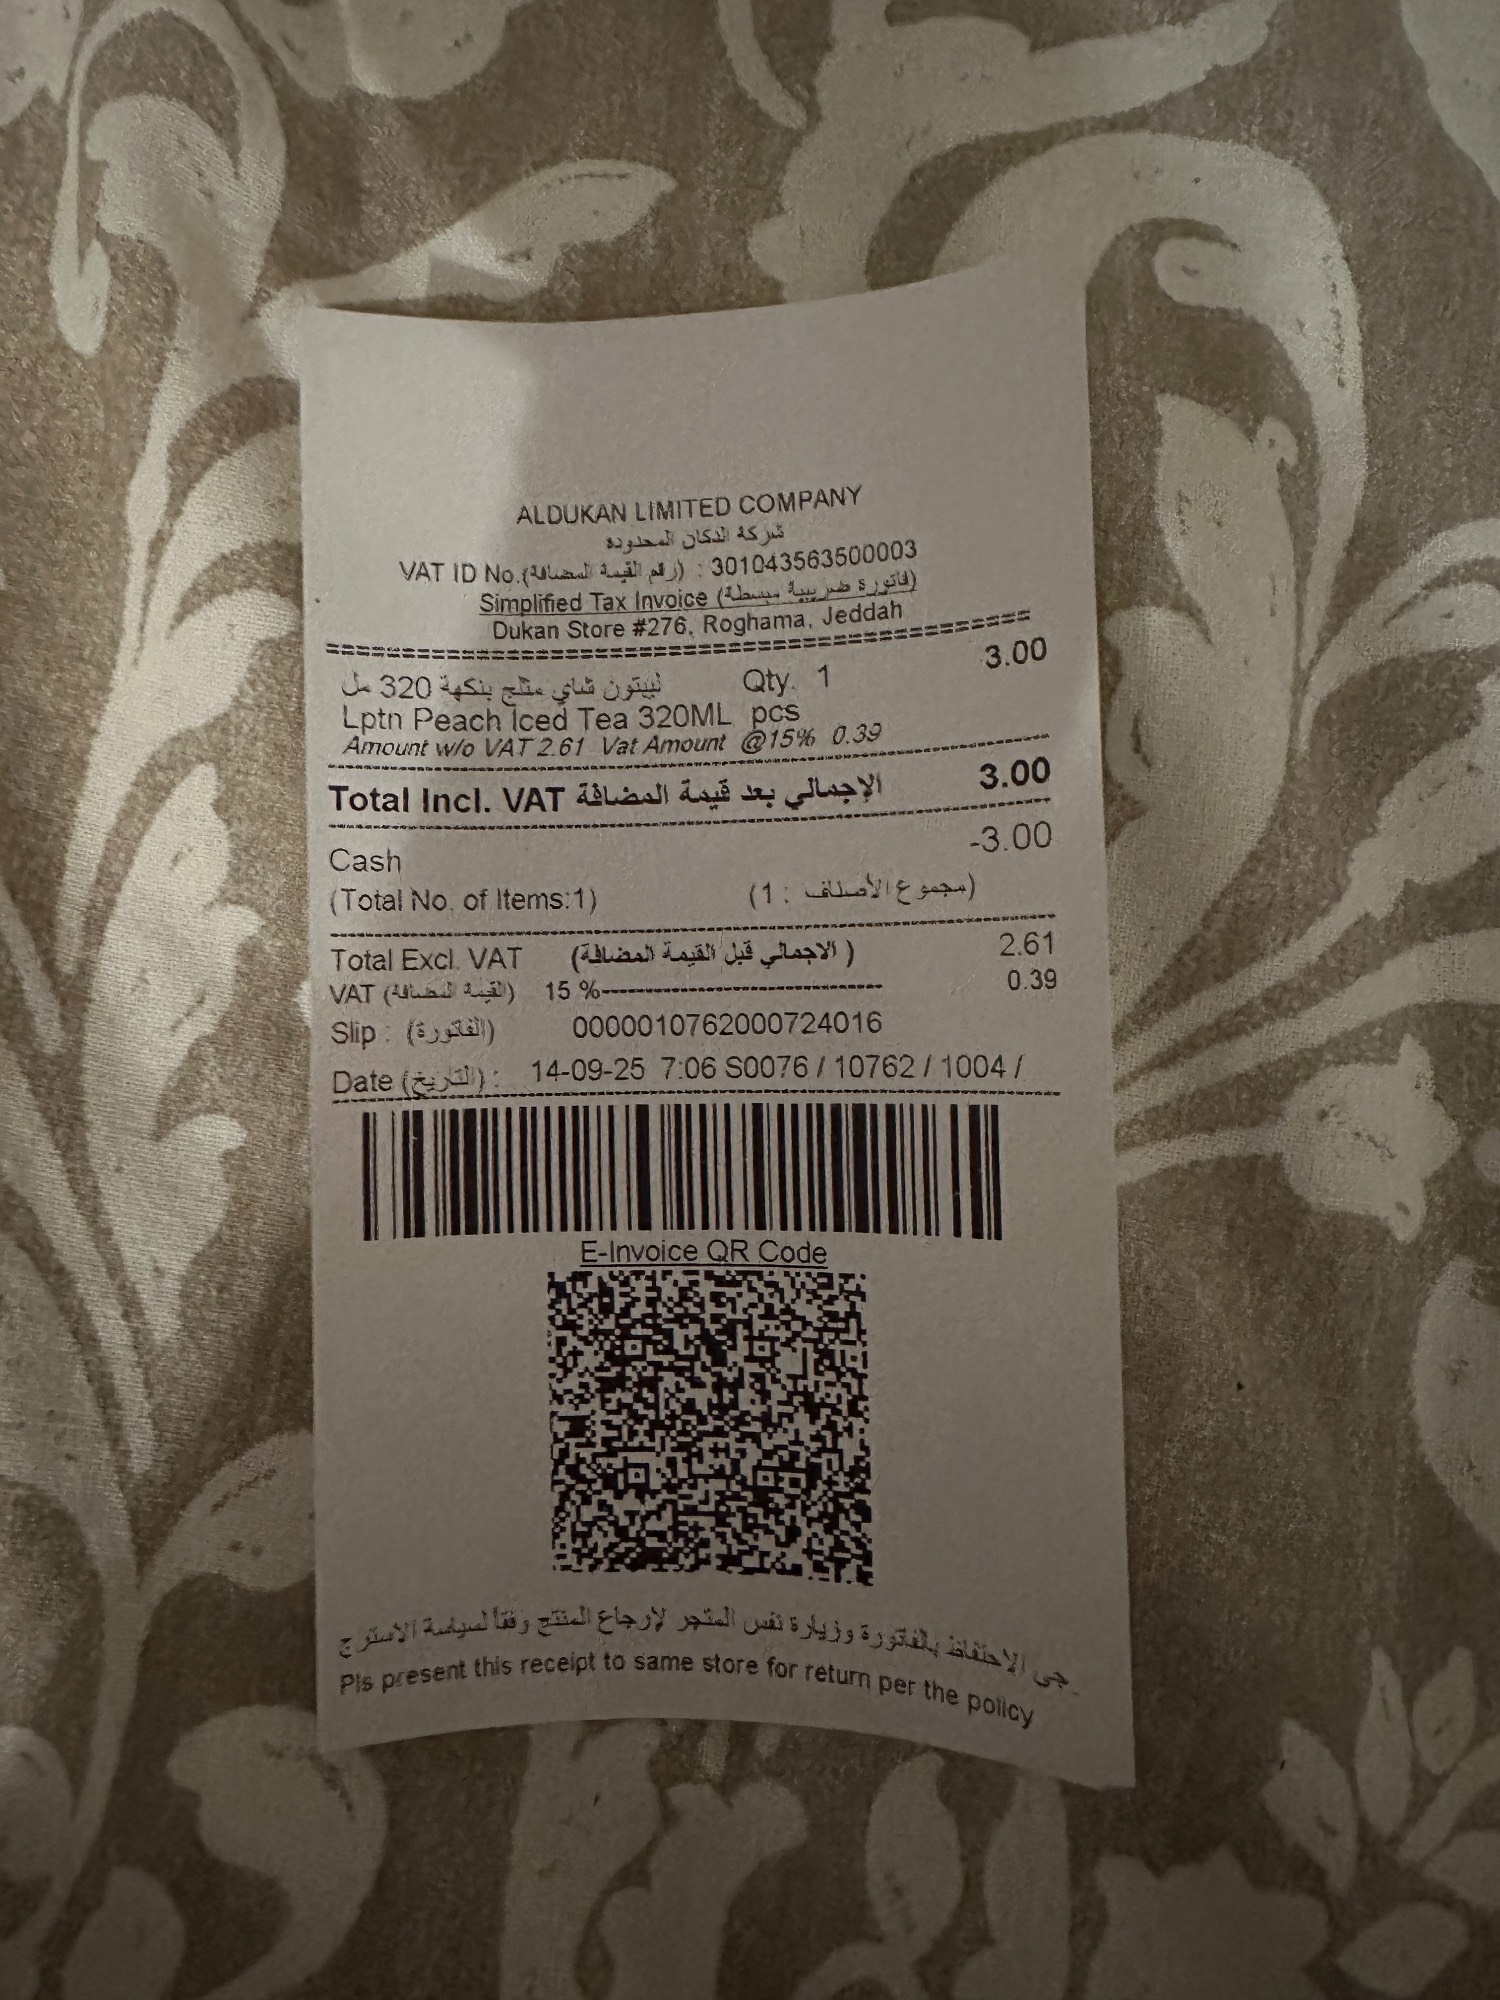 ALDUKAN LIMITED COMPANY
شركة الدكان المحدوده
VAT ID No.(رقم القيمة المضافة) : 301043563500003
Simplified Tax Invoice (فاتورة ضريبية مبسطة)
Dukan Store #276, Roghama, Jeddah
ليبتون شاي مثلج بنكهة 320 مل Qty. 1 3.00
Lptn Peach Iced Tea 320ML pcs
Amount w/o VAT 2.61 Vat Amount @15% 0.39
Total Incl. VAT الإجمالي بعد قيمة المضافة 3.00
Cash -3.00
(Total No. of Items:1) (مجموع الأصناف : 1)
Total Excl. VAT (الاجمالي قبل القيمة المضافة ) 2.61
VAT (القيمة المضافة) 15 %------------------------ 0.39
Slip : (الفاتورة) 0000010762000724016
Date (التاريخ) : 14-09-25 7:06 S0076 / 10762 / 1004 /
E-Invoice QR Code
جى الاحتفاظ بالفاتورة وزيارة نفس المتجر لإرجاع المنتج وفقا لسياسة الاسترج
Pls present this receipt to same store for return per the policy